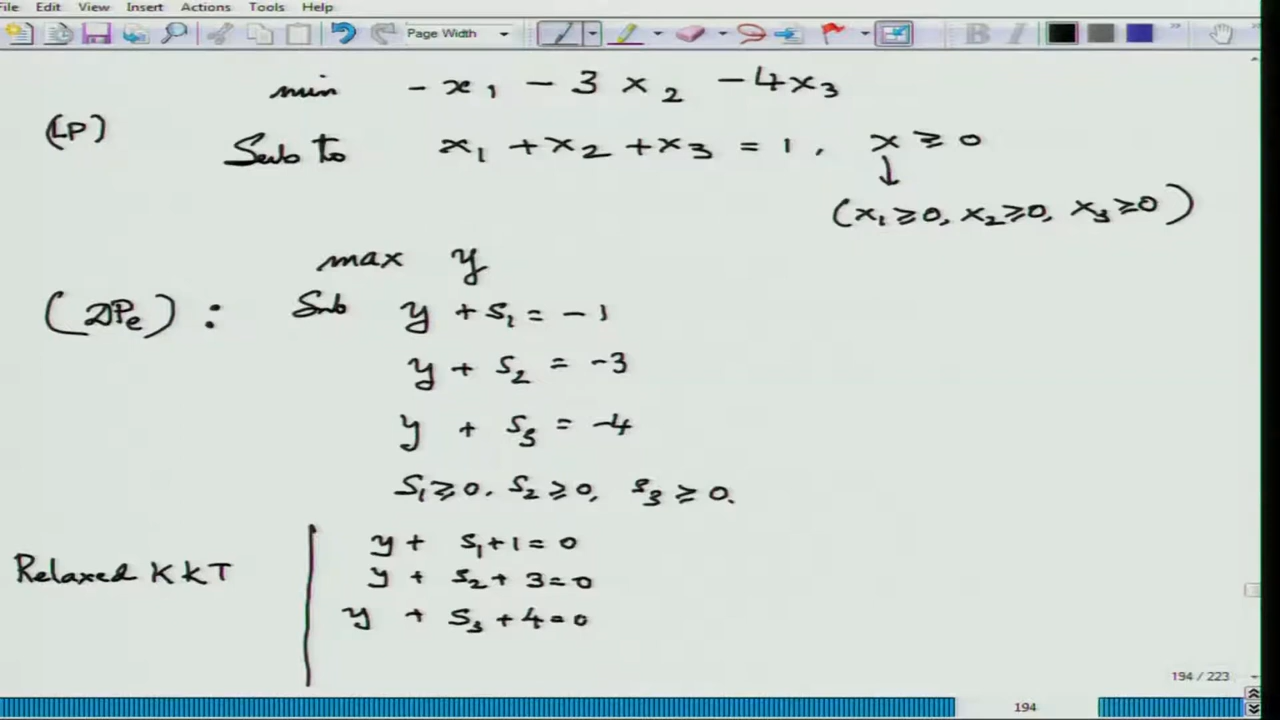 File Edit View Insert Actions Tools Help
Page Width
min -x₁ - 3x₂ - 4x₃
(LP)
Sub to x₁ + x₂ + x₃ = 1, x ≥ 0
↓
(x₁≥0, x₂≥0, x₃≥0)
max y
(DPe) : Sub y + s₁ = -1
y + s₂ = -3
y + s₃ = -4
s₁≥0, s₂≥0, s₃≥0.
y + s₁+1=0
Relaxed KKT y + s₂+3=0
y + s₃+4=0
194 / 223
194